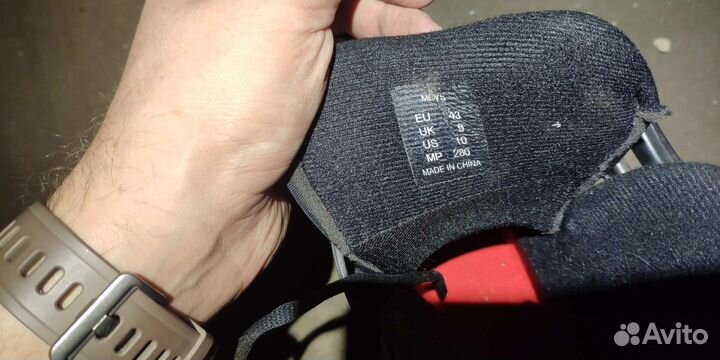 MEN'S
EU 43
UK 9
US 10
MP 280
MADE IN CHINA
Avito